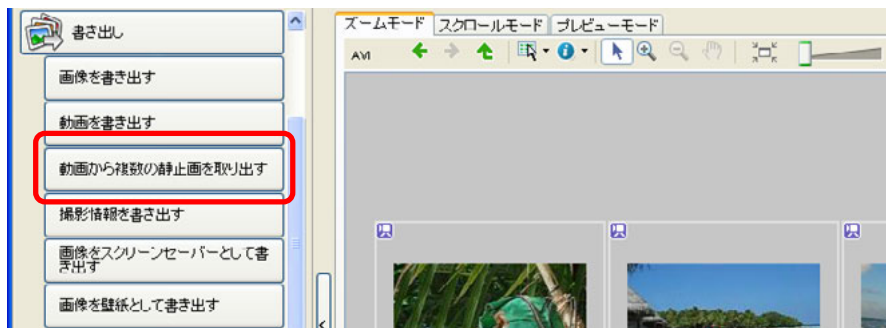 書き出し
画像を書き出す
動画を書き出す
動画から複数の静止画を取り出す
撮影情報を書き出す
画像をスクリーンセーバーとして書
き出す
画像を壁紙として書き出す
ズームモード スクロールモード プレビューモード
AVI